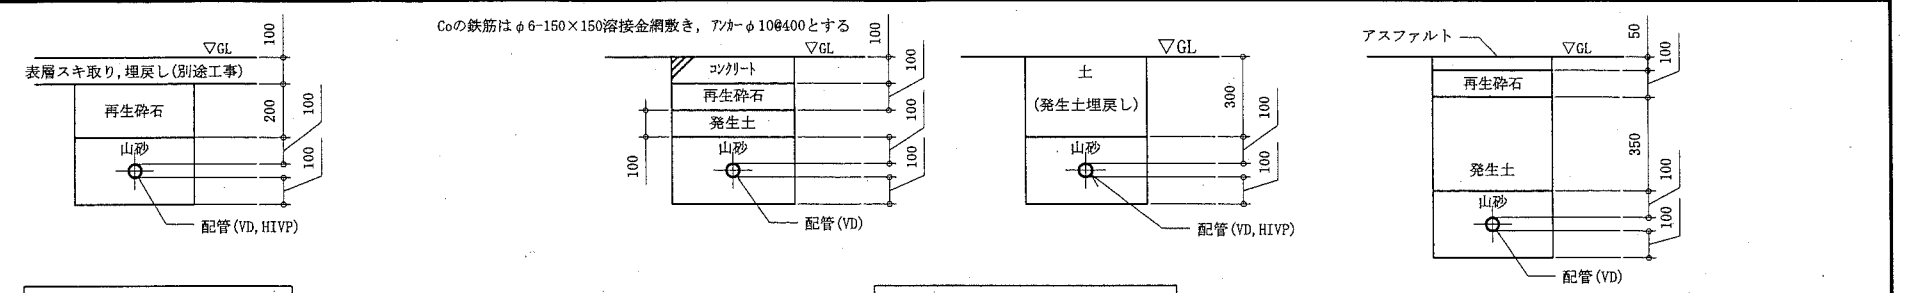 Coの鉄筋はφ6-150×150溶接金網敷き, アンカーφ10@400とする
▽GL
100
表層スキ取り,埋戻し(別途工事)
再生砕石
200
100
山砂
100
配管(VD,HIVP)
▽GL
100
コンクリート
100
再生砕石
発生土
100
100
山砂
100
配管(VD)
▽GL
土
(発生土埋戻し)
300
100
山砂
100
配管(VD,HIVP)
アスファルト
▽GL
50
100
再生砕石
350
発生土
100
山砂
100
配管(VD)